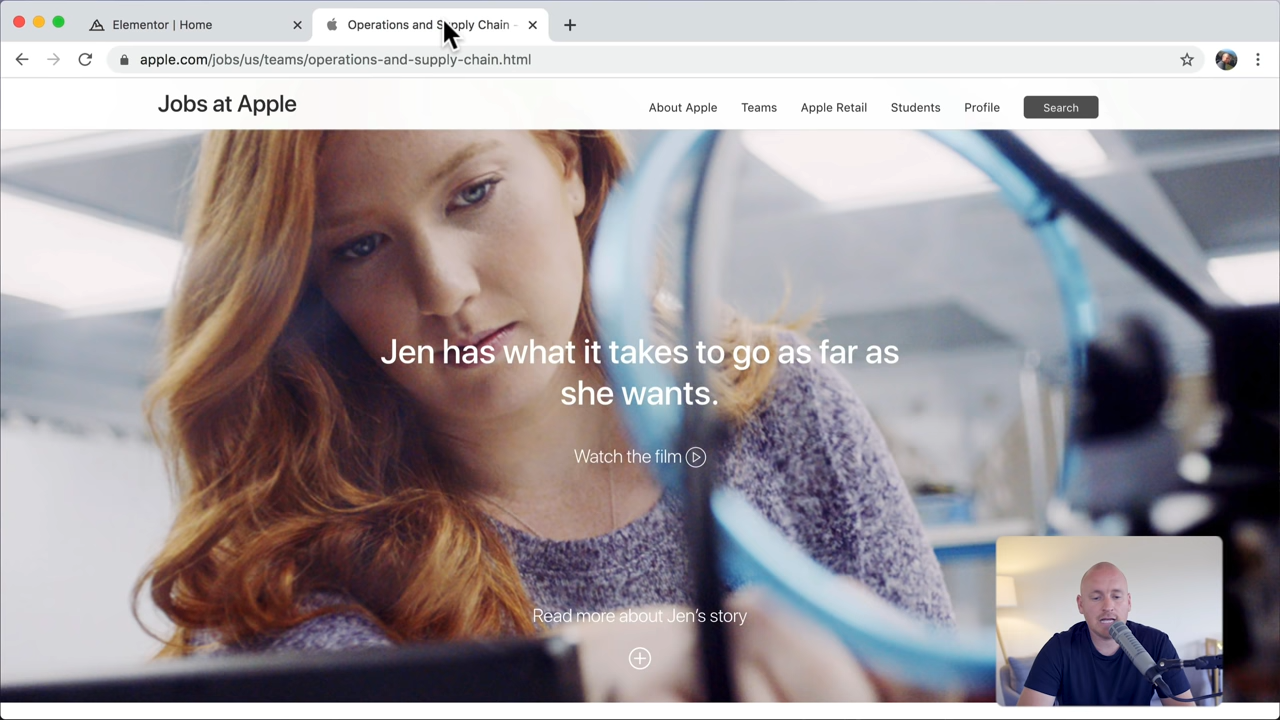 Elementor | Home
Operations and Supply Chain -
apple.com/jobs/us/teams/operations-and-supply-chain.html
Jobs at Apple
About Apple Teams Apple Retail Students Profile Search
Jen has what it takes to go as far as
she wants.
Watch the film
Read more about Jen's story